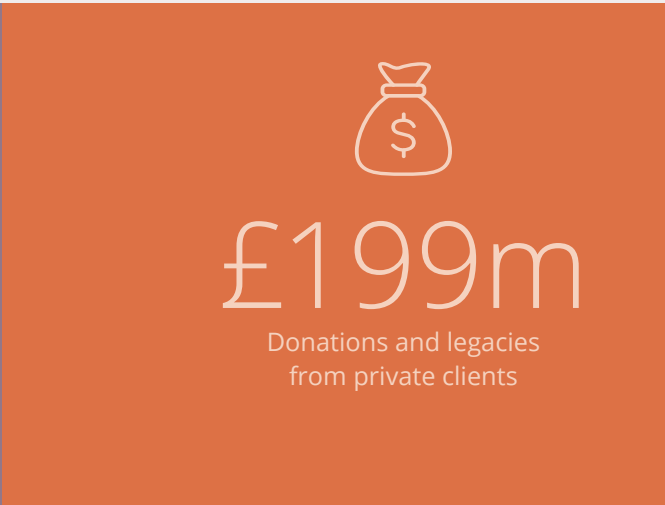 $
£199m
Donations and legacies
from private clients